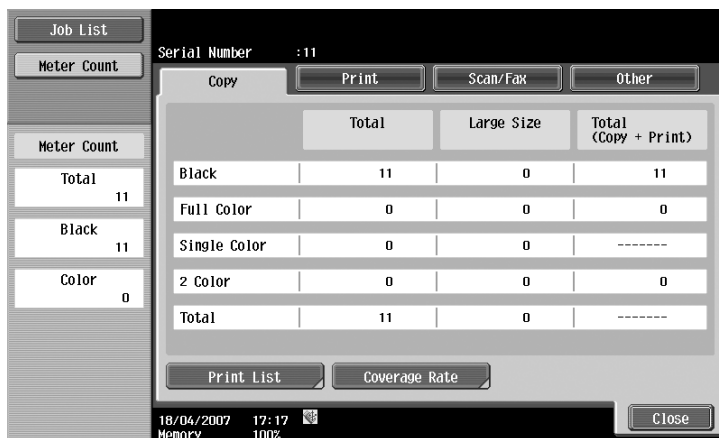 Job List
Meter Count
Meter Count
Total
11
Black
11
Color
0
Serial Number :11
Copy Print Scan/Fax Other
Total Large Size Total
(Copy + Print)
Black 11 0 11
Full Color 0 0 0
Single Color 0 0 -------
2 Color 0 0 0
Total 11 0 -------
Print List Coverage Rate
18/04/2007 17:17
Memory 100%
Close